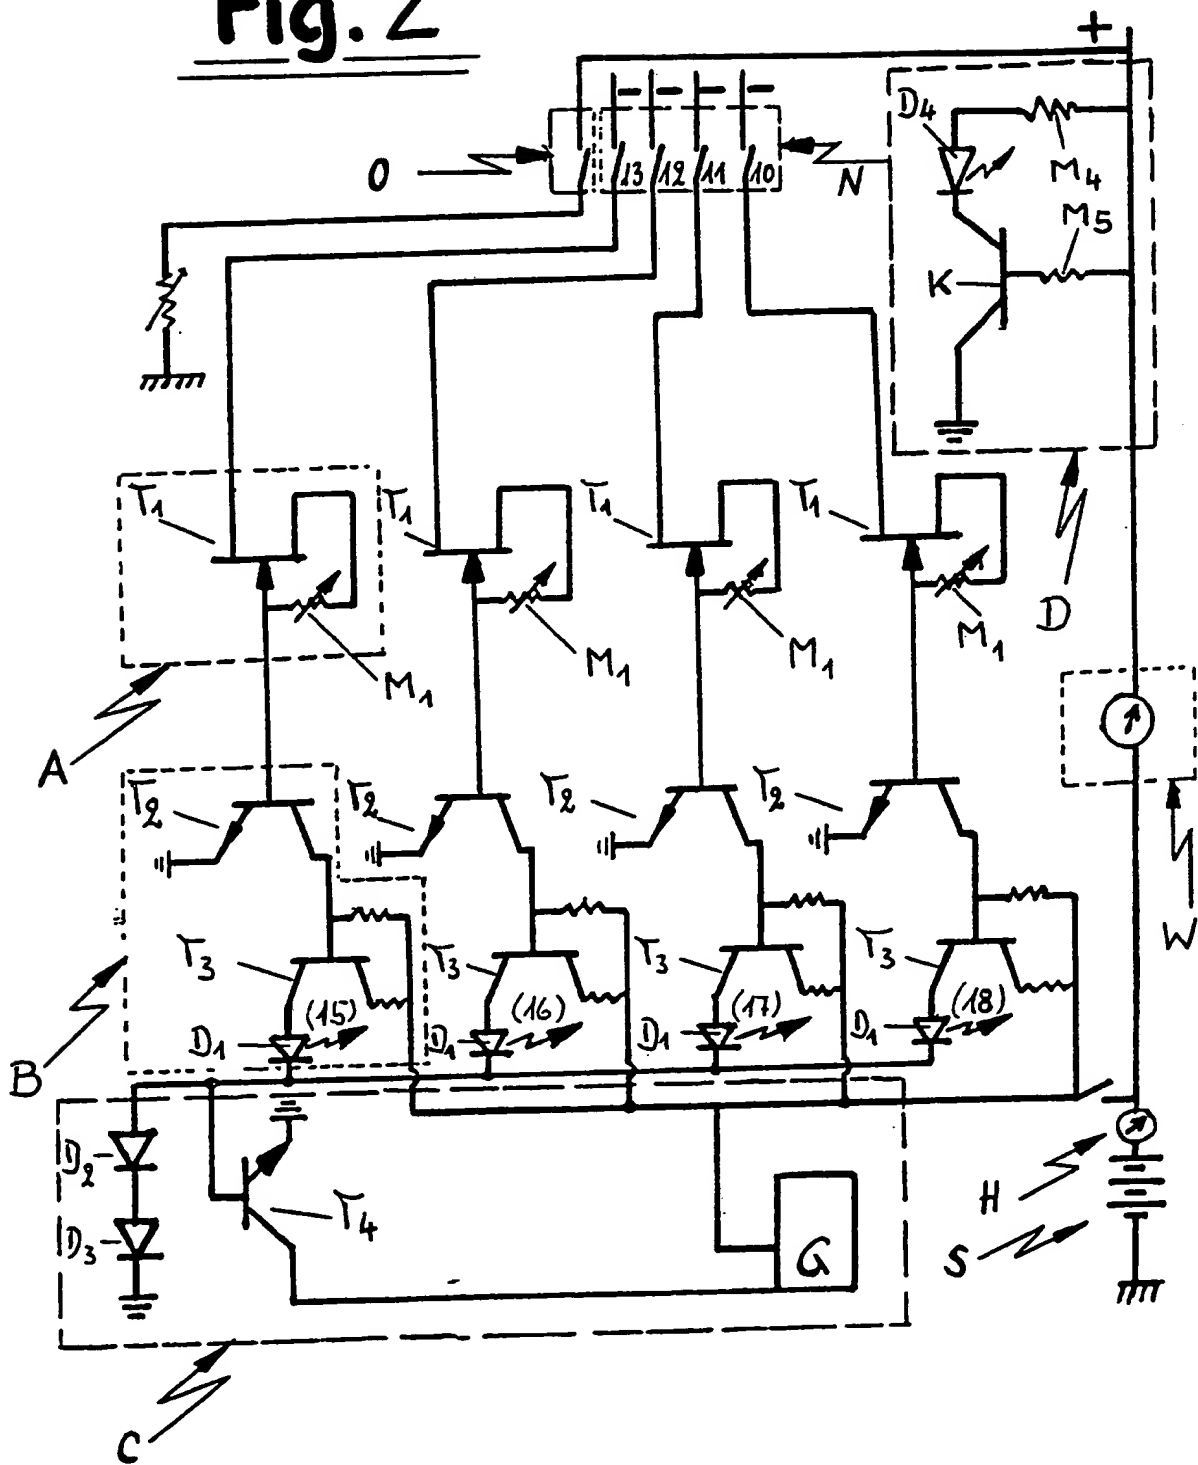 Fig. 2
+
D4
- - - -
O
13 12 11 10
N
M4
M5
K
T1
T1
T1
T1
M1
M1
M1
M1
D
A
T2
T2
T2
T2
W
T3
T3
T3
T3
(15)
(16)
(17)
(18)
D1
D1
D1
D1
B
D2
T4
H
D3
G
S
C